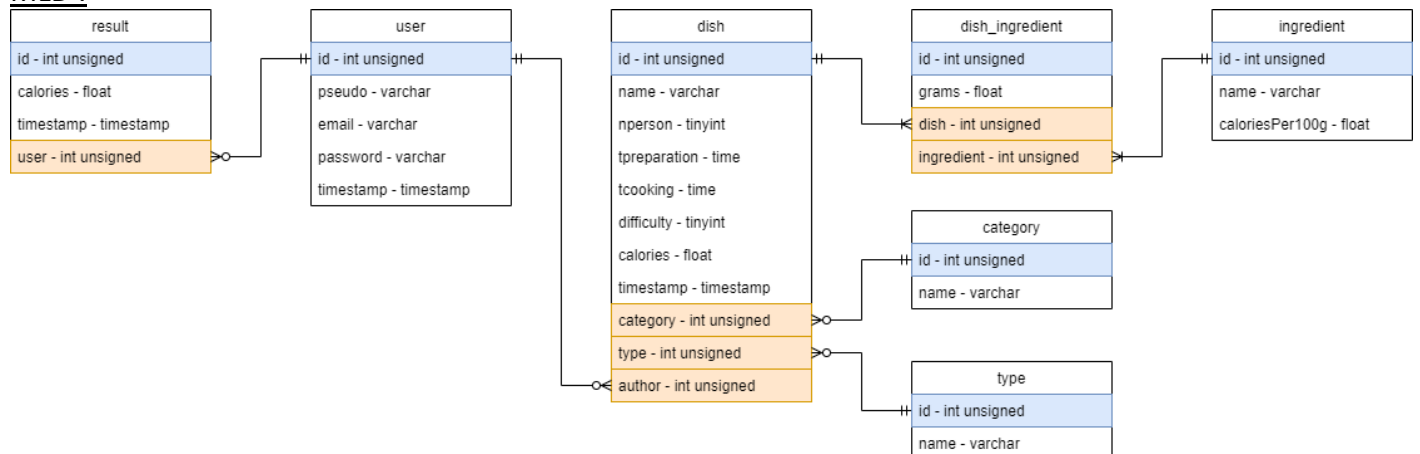 result
id - int unsigned
calories - float
timestamp - timestamp
user - int unsigned
user
id - int unsigned
pseudo - varchar
email - varchar
password - varchar
timestamp - timestamp
dish
id - int unsigned
name - varchar
nperson - tinyint
tpreparation - time
tcooking - time
difficulty - tinyint
calories - float
timestamp - timestamp
category - int unsigned
type - int unsigned
author - int unsigned
dish_ingredient
id - int unsigned
grams - float
dish - int unsigned
ingredient - int unsigned
ingredient
id - int unsigned
name - varchar
caloriesPer100g - float
category
id - int unsigned
name - varchar
type
id - int unsigned
name - varchar